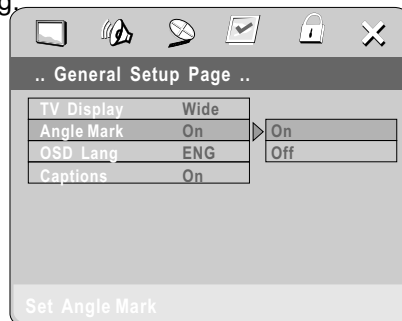 g.
.. General Setup Page ..
TV Display Wide
Angle Mark On On
OSD Lang ENG Off
Captions On
Set Angle Mark